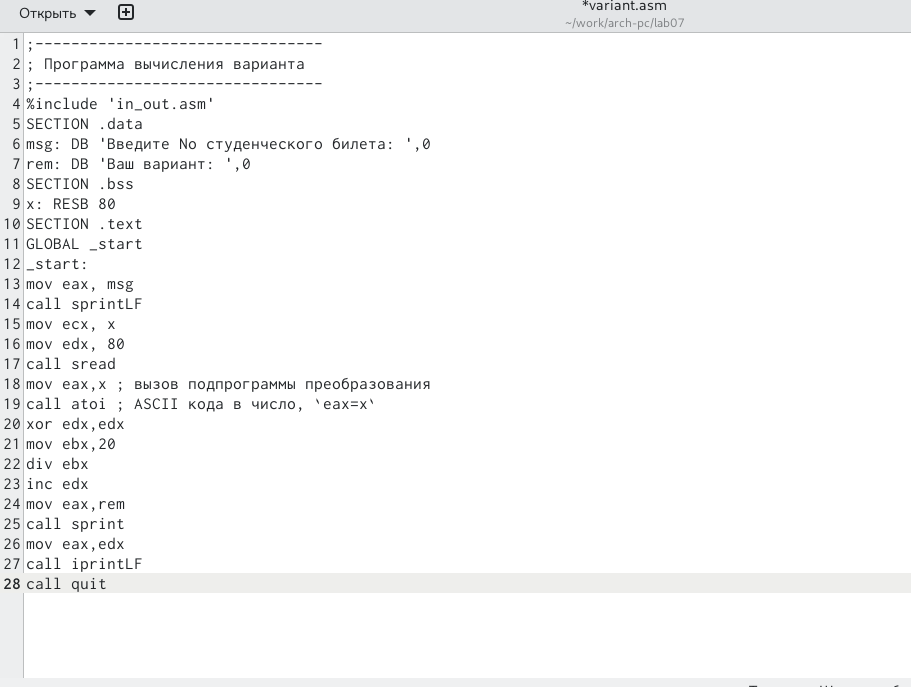 Открыть
*variant.asm
~/work/arch-pc/lab07
1 ;--------------------------------
2 ; Программа вычисления варианта
3 ;--------------------------------
4 %include 'in_out.asm'
5 SECTION .data
6 msg: DB 'Введите No студенческого билета: ',0
7 rem: DB 'Ваш вариант: ',0
8 SECTION .bss
9 x: RESB 80
10 SECTION .text
11 GLOBAL _start
12 _start:
13 mov eax, msg
14 call sprintLF
15 mov ecx, x
16 mov edx, 80
17 call sread
18 mov eax,x ; вызов подпрограммы преобразования
19 call atoi ; ASCII кода в число, `eax=x`
20 xor edx,edx
21 mov ebx,20
22 div ebx
23 inc edx
24 mov eax,rem
25 call sprint
26 mov eax,edx
27 call iprintLF
28 call quit